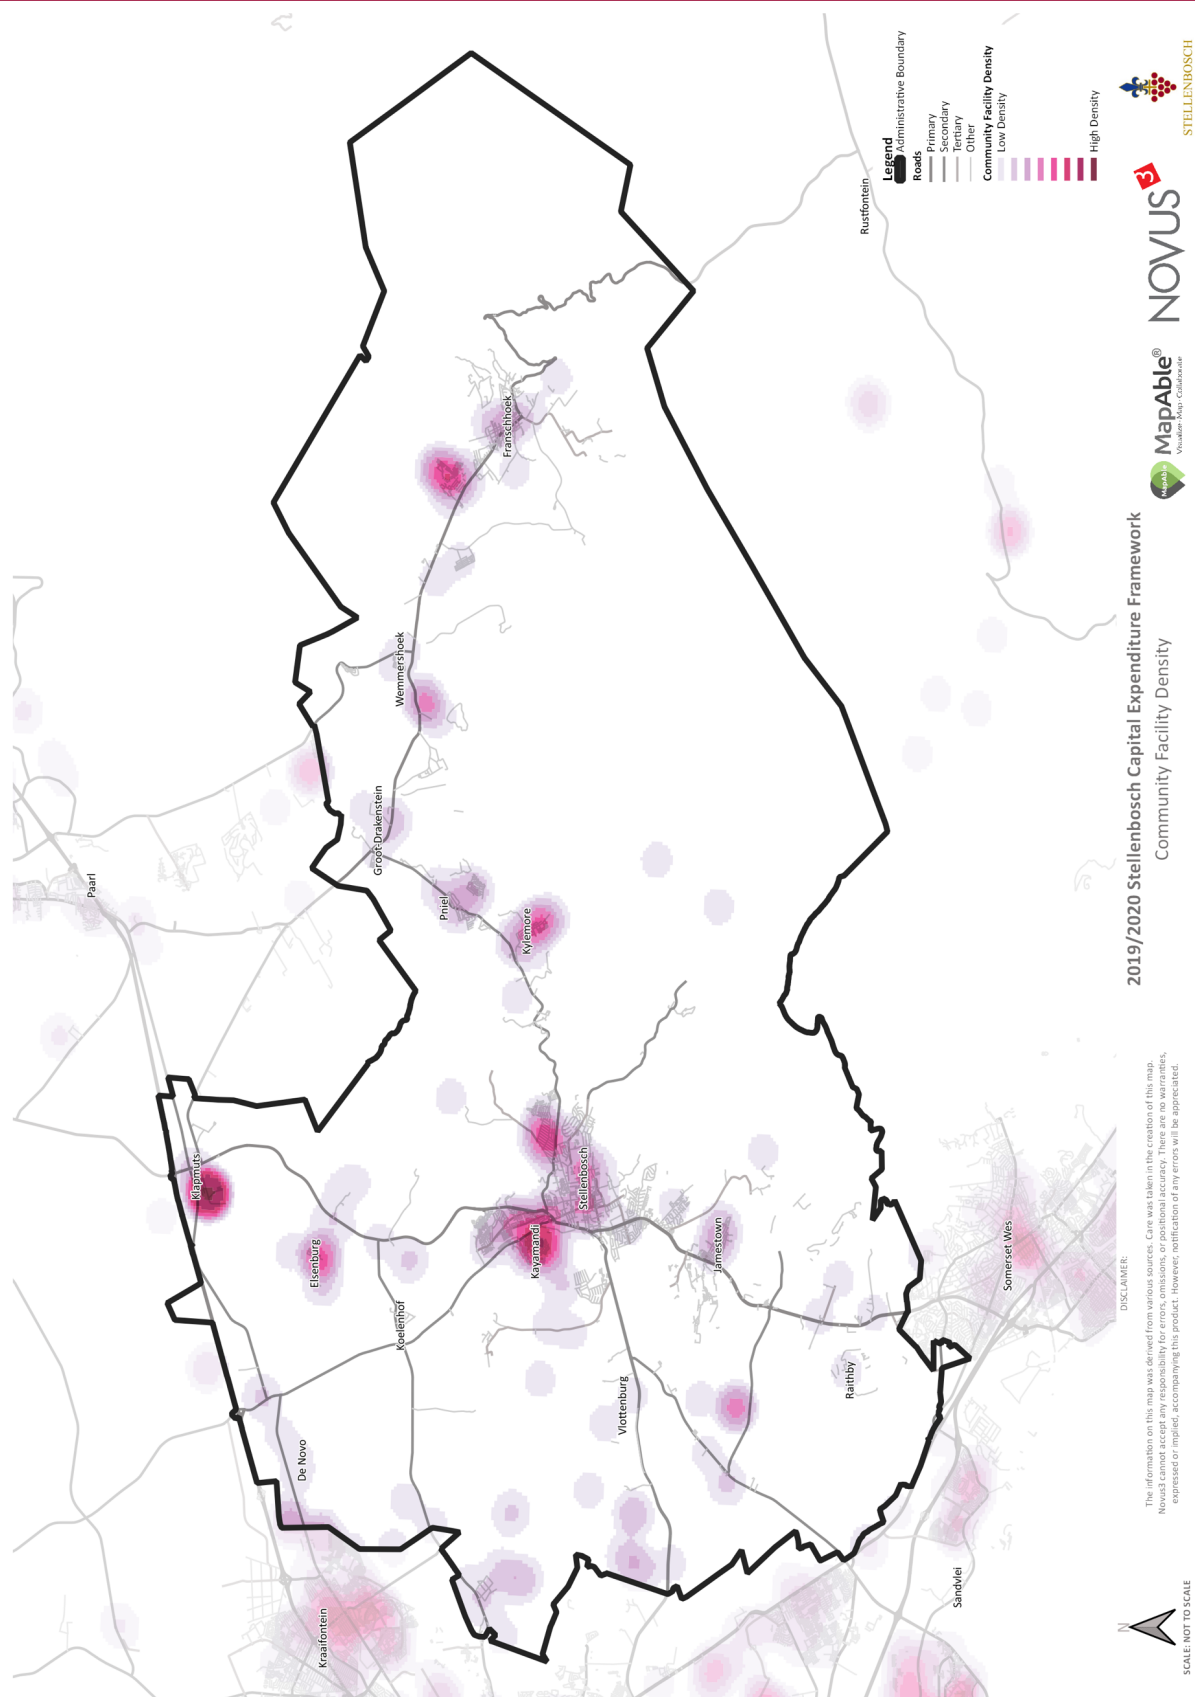 Legend
Administrative Boundary
Roads
Primary
Secondary
Tertiary
Other
Community Facility Density
Low Density
High Density
Rustfontein
Franschhoek
Wemmershoek
Groot-Drakenstein
Paarl
Pniel
Kylemore
Klapmuts
Stellenbosch
Elsenburg
Kayamandi
Jamestown
Koelenhof
Somerset Wes
Raithby
Vlottenburg
De Novo
Kraaifontein
Sandvlei
2019/2020 Stellenbosch Capital Expenditure Framework
Community Facility Density
DISCLAIMER:
The information on this map was derived from various sources. Care was taken in the creation of this map.
Novus3 cannot accept any responsibility for errors, omissions, or positional accuracy. There are no warranties,
expressed or implied, accompanying this product. However, notification of any errors will be appreciated.
N
SCALE: NOT TO SCALE
MapAble
MapAble®
Visualize · Map · Collaborate
NOVUS3
STELLENBOSCH